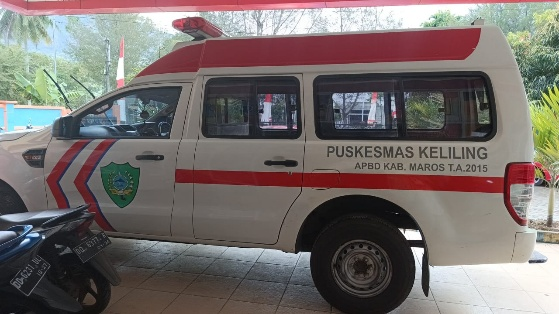 PUSKESMAS KELILING
APBD KAB. MAROS T.A.2015